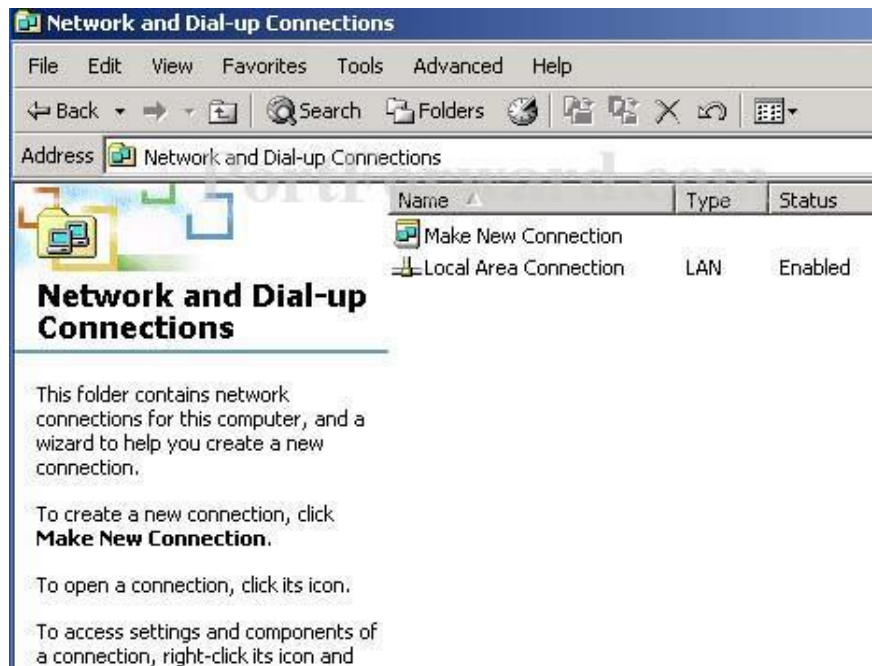 Network and Dial-up Connections
File Edit View Favorites Tools Advanced Help
Back Search Folders
Address Network and Dial-up Connections
PortForward.com
Name Type Status
Make New Connection
Local Area Connection LAN Enabled
Network and Dial-up
Connections
This folder contains network
connections for this computer, and a
wizard to help you create a new
connection.
To create a new connection, click
Make New Connection.
To open a connection, click its icon.
To access settings and components of
a connection, right-click its icon and